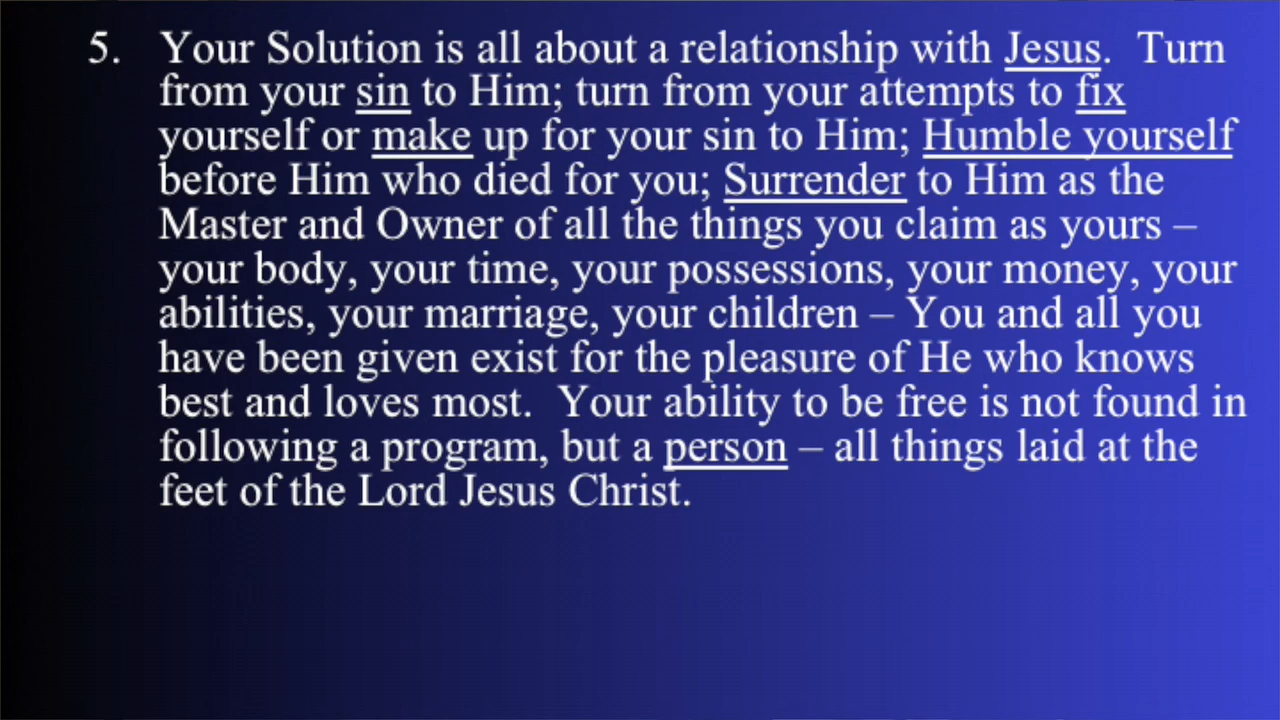 5. Your Solution is all about a relationship with Jesus. Turn
from your sin to Him; turn from your attempts to fix
yourself or make up for your sin to Him; Humble yourself
before Him who died for you; Surrender to Him as the
Master and Owner of all the things you claim as yours –
your body, your time, your possessions, your money, your
abilities, your marriage, your children – You and all you
have been given exist for the pleasure of He who knows
best and loves most. Your ability to be free is not found in
following a program, but a person – all things laid at the
feet of the Lord Jesus Christ.